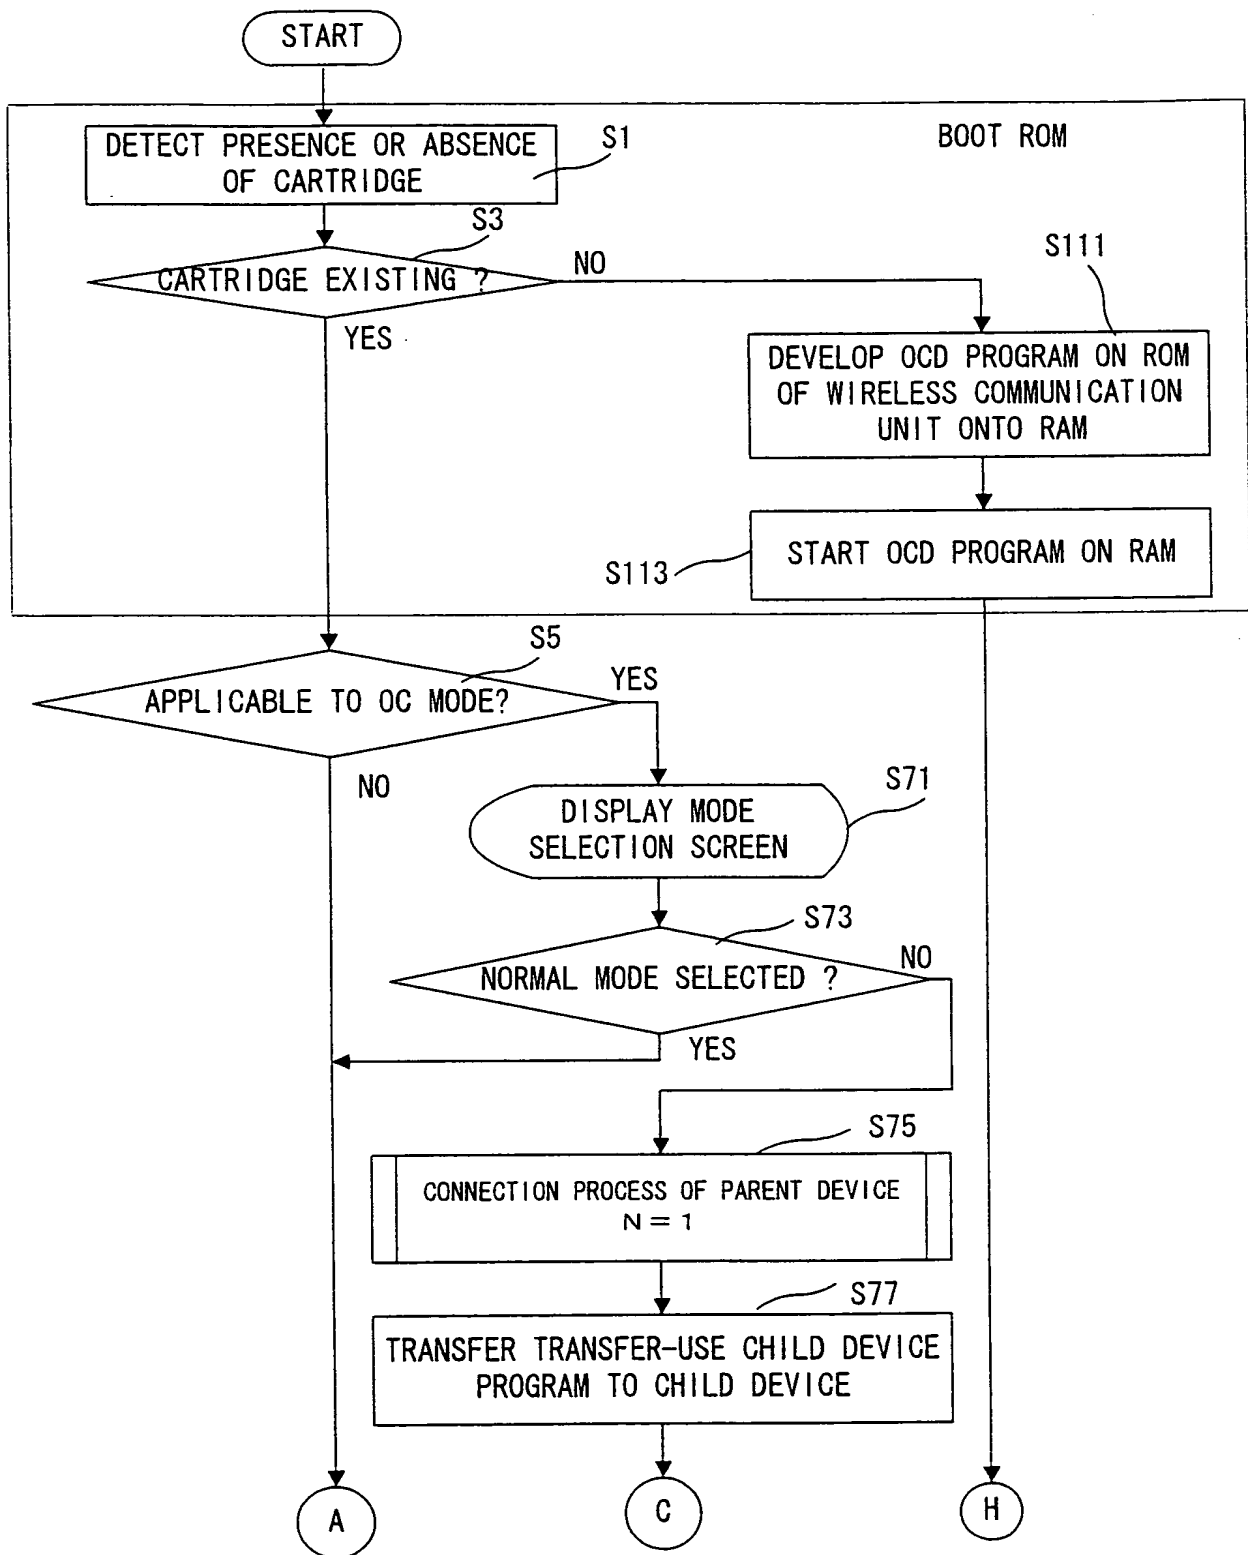 START
BOOT ROM
DETECT PRESENCE OR ABSENCE
OF CARTRIDGE
S1
S3
CARTRIDGE EXISTING ?
NO
YES
S111
DEVELOP OCD PROGRAM ON ROM
OF WIRELESS COMMUNICATION
UNIT ONTO RAM
START OCD PROGRAM ON RAM
S113
S5
APPLICABLE TO OC MODE?
YES
NO
S71
DISPLAY MODE
SELECTION SCREEN
S73
NORMAL MODE SELECTED ?
NO
YES
S75
CONNECTION PROCESS OF PARENT DEVICE
N = 1
S77
TRANSFER TRANSFER-USE CHILD DEVICE
PROGRAM TO CHILD DEVICE
A
C
H